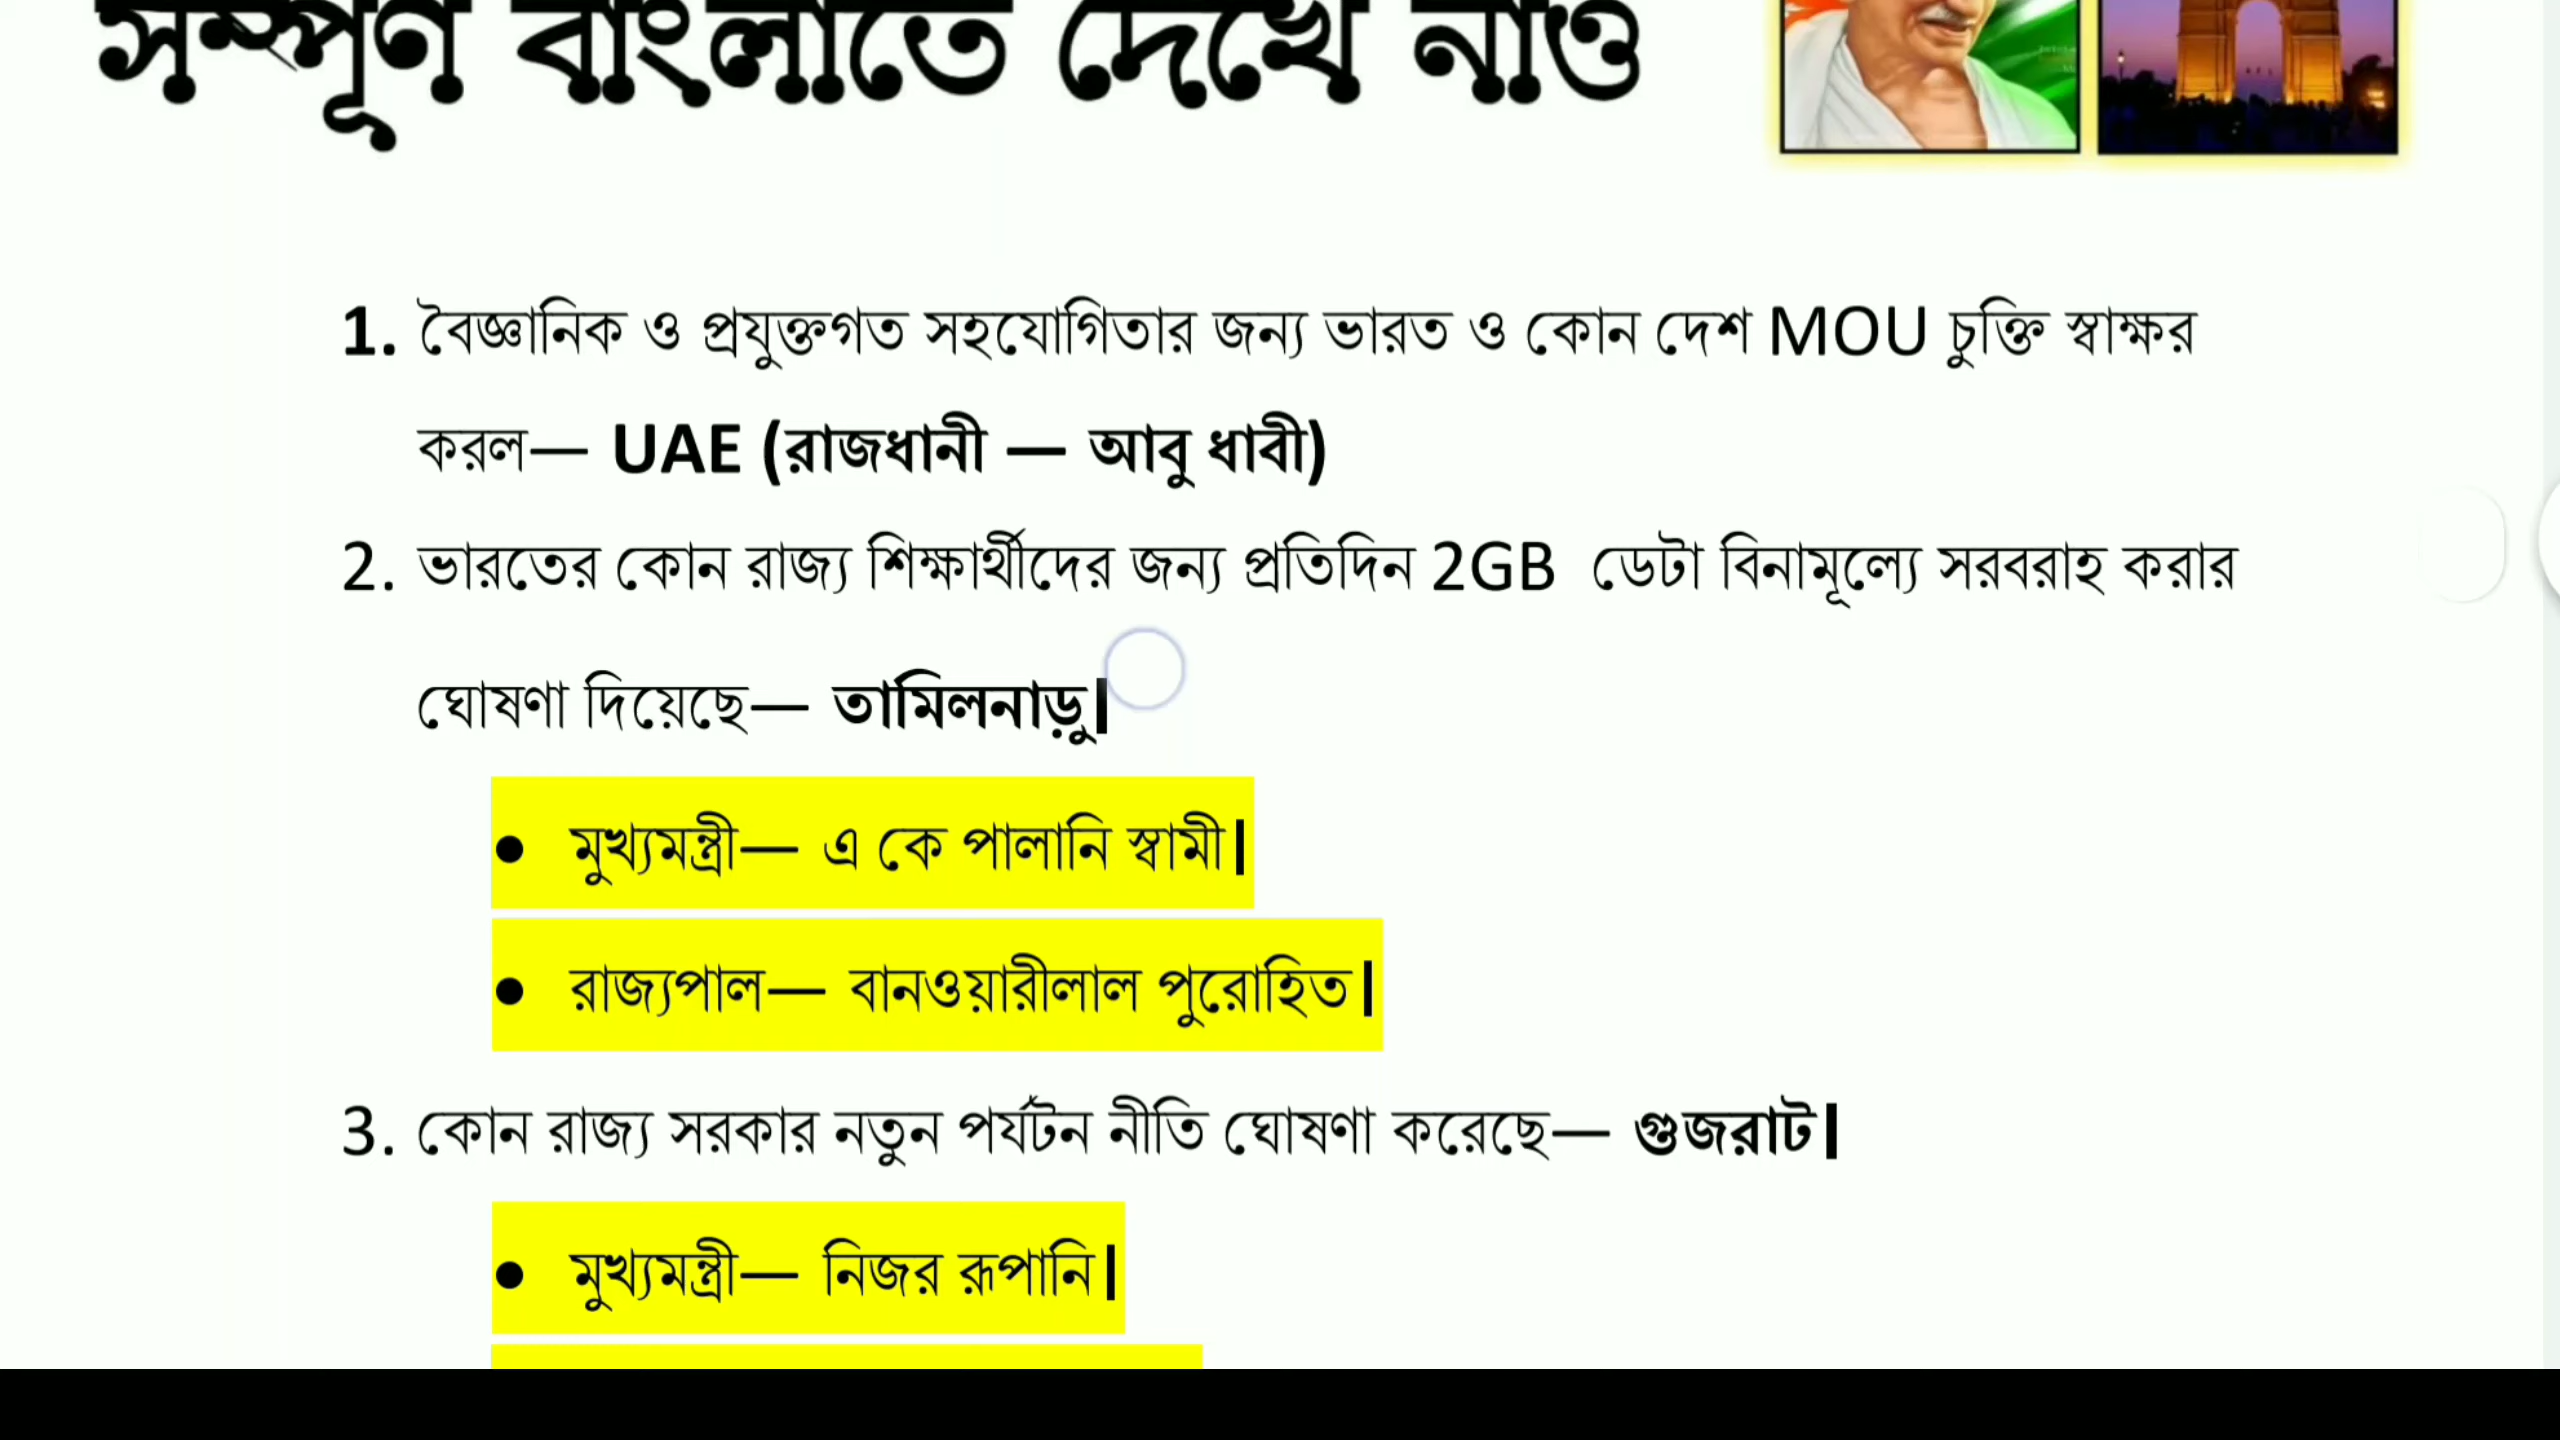 সম্পূর্ণ বাংলাতে দেখে নাও
1. বৈজ্ঞানিক ও প্রযুক্তগত সহযোগিতার জন্য ভারত ও কোন দেশ MOU চুক্তি স্বাক্ষর
করল— UAE (রাজধানী — আবু ধাবী)
2. ভারতের কোন রাজ্য শিক্ষার্থীদের জন্য প্রতিদিন 2GB ডেটা বিনামূল্যে সরবরাহ করার
ঘোষণা দিয়েছে— তামিলনাড়ু।
● মুখ্যমন্ত্রী— এ কে পালানি স্বামী।
● রাজ্যপাল— বানওয়ারীলাল পুরোহিত।
3. কোন রাজ্য সরকার নতুন পর্যটন নীতি ঘোষণা করেছে— গুজরাট।
● মুখ্যমন্ত্রী— নিজর রূপানি।